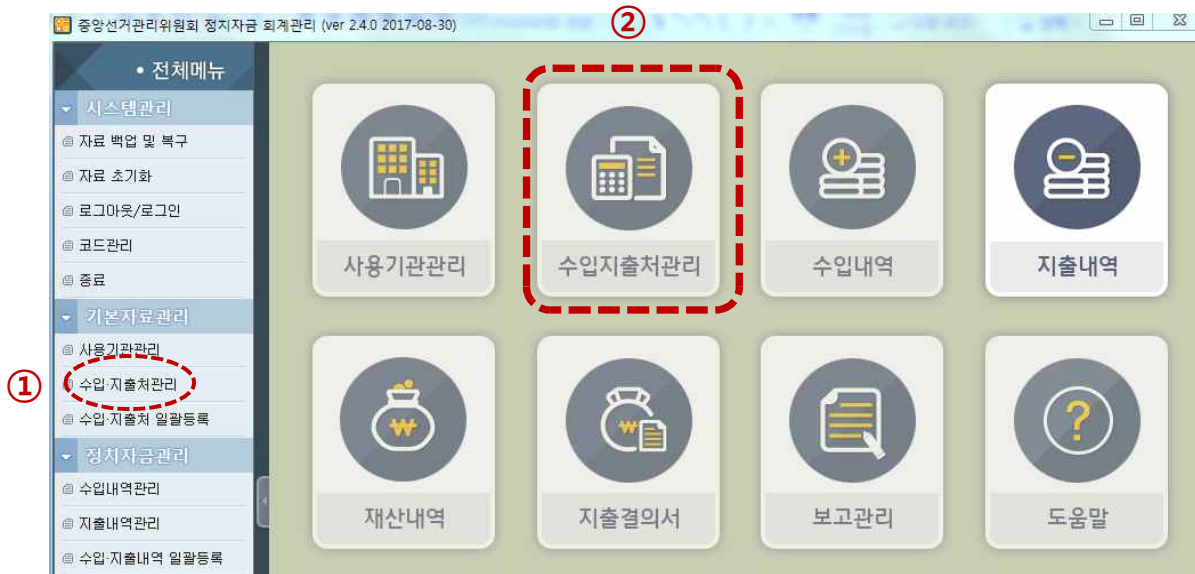 중앙선거관리위원회 정치자금 회계관리 (ver 2.4.0 2017-08-30)
②
• 전체메뉴
시스템관리
자료 백업 및 복구
자료 초기화
로그아웃/로그인
코드관리
종료
기본자료관리
사용기관관리
①
수입·지출처관리
수입·지출처 일괄등록
정치자금관리
수입내역관리
지출내역관리
수입·지출내역 일괄등록
사용기관관리
수입지출처관리
수입내역
지출내역
재산내역
지출결의서
보고관리
도움말